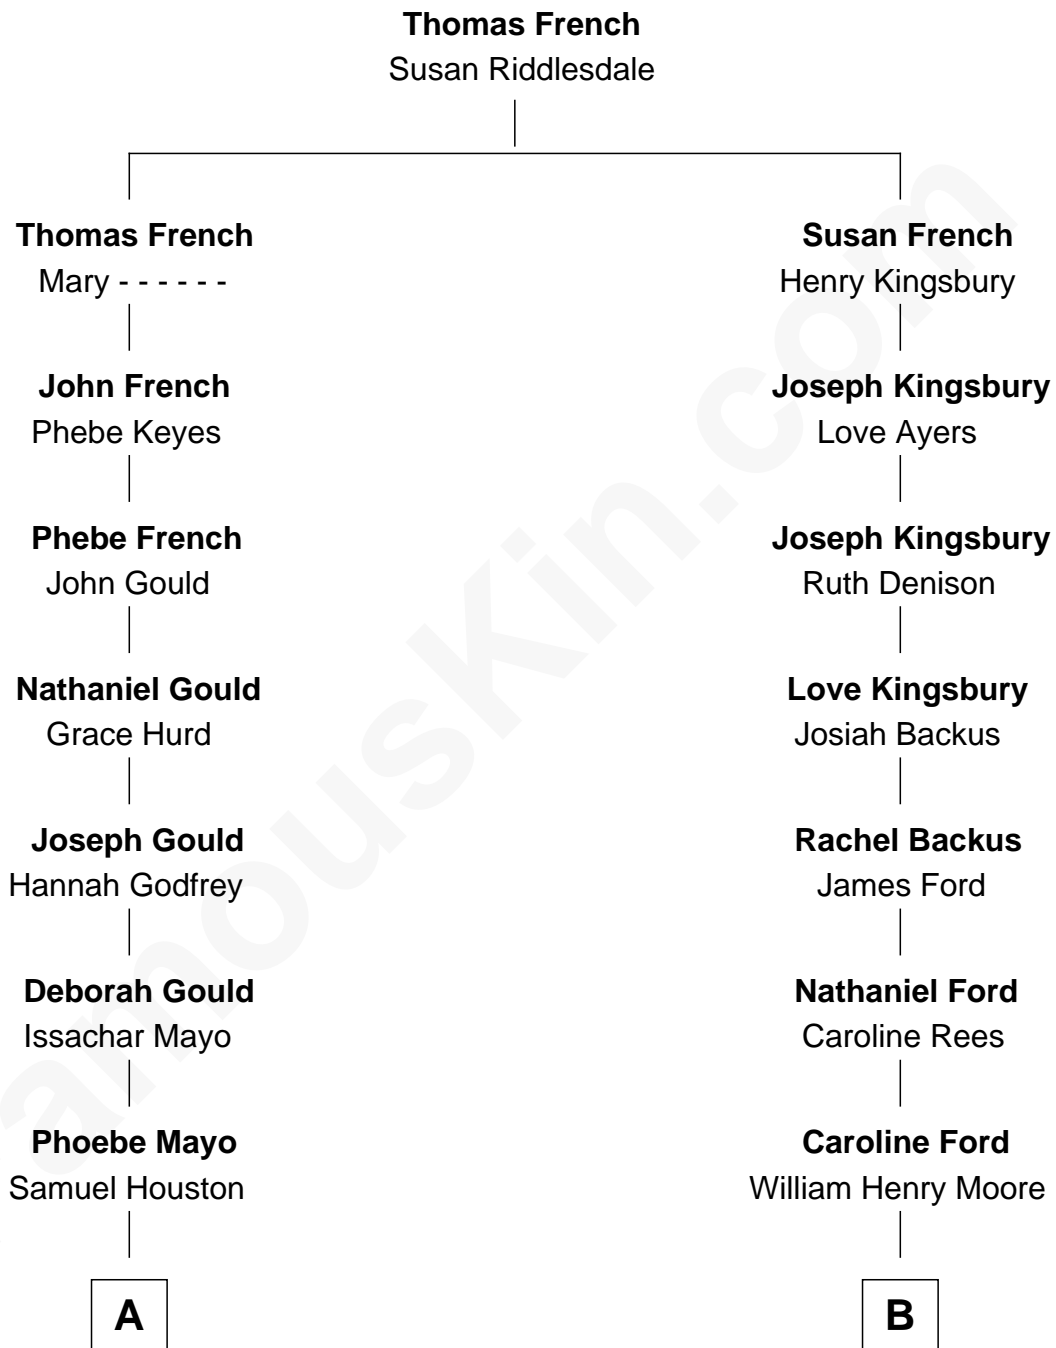 Thomas French
Susan Riddlesdale
Thomas French
Mary - - - - - -
Susan French
Henry Kingsbury
John French
Phebe Keyes
Joseph Kingsbury
Love Ayers
Phebe French
John Gould
Joseph Kingsbury
Ruth Denison
Nathaniel Gould
Grace Hurd
Love Kingsbury
Josiah Backus
Joseph Gould
Hannah Godfrey
Rachel Backus
James Ford
Deborah Gould
Issachar Mayo
Nathaniel Ford
Caroline Rees
Phoebe Mayo
Samuel Houston
Caroline Ford
William Henry Moore
A
B
amouskin.com